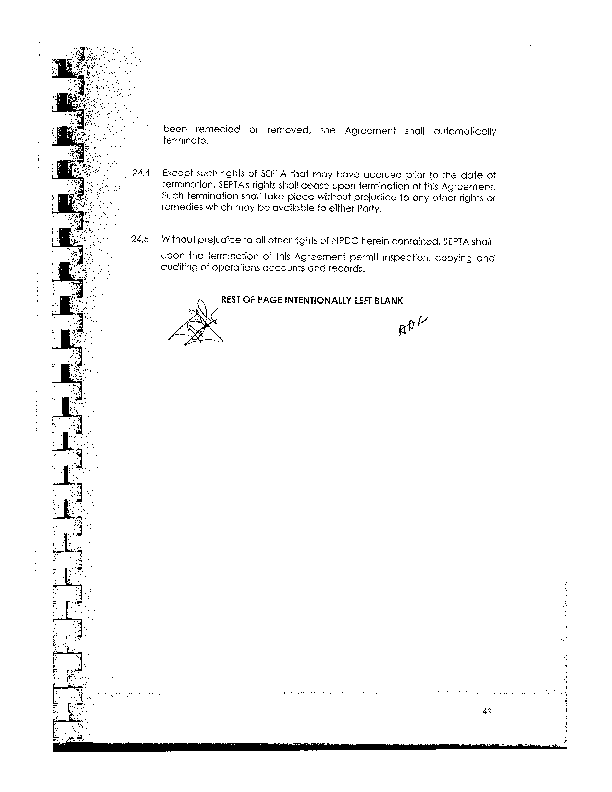 been remedied or removed, the Agreement shall automatically
terminate.
24.4 Except such rights of SEPTA that may have accrued prior to the date of
termination, SEPTA's rights shall cease upon termination of this Agreement.
Such termination shall take place without prejudice to any other rights or
remedies which may be available to either Party.
24.5 Without prejudice to all other rights of NPDC herein contained, SEPTA shall
upon the termination of this Agreement permit inspection, copying and
auditing of operations accounts and records.
REST OF PAGE INTENTIONALLY LEFT BLANK